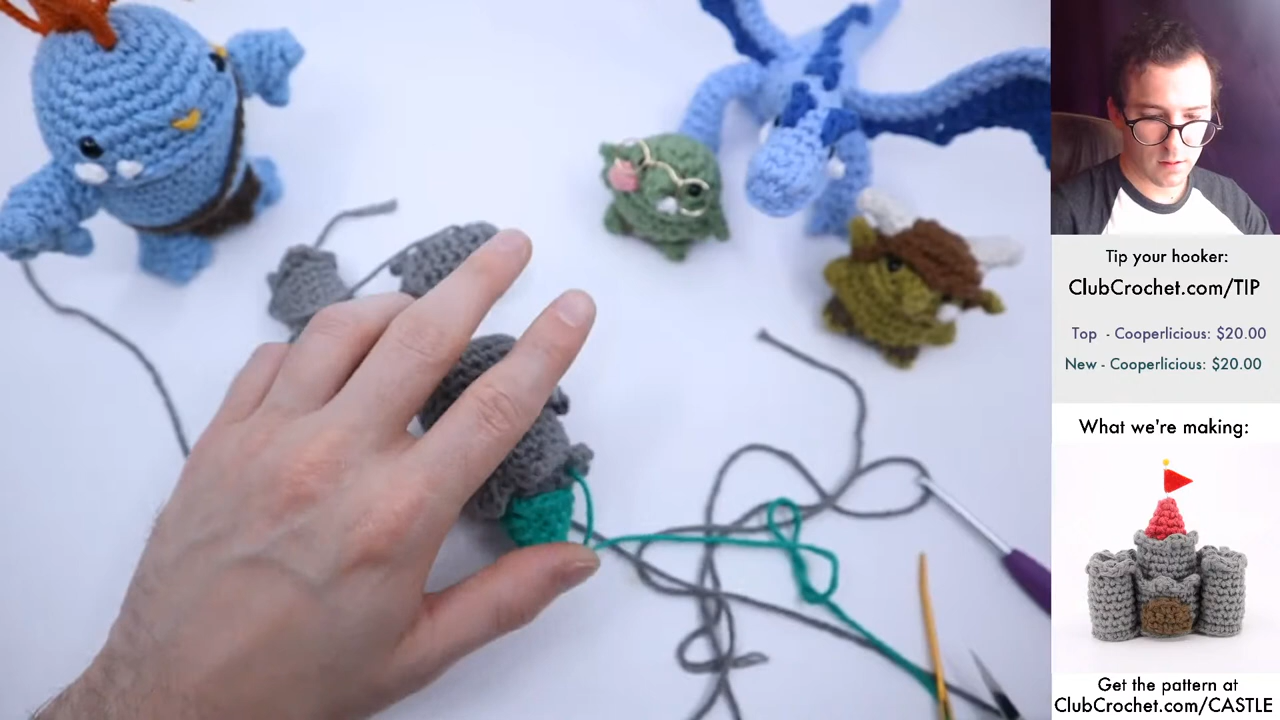 Tip your hooker:
ClubCrochet.com/TIP
Top - Cooperlicious: $20.00
New - Cooperlicious: $20.00
What we're making:
Get the pattern at
ClubCrochet.com/CASTLE